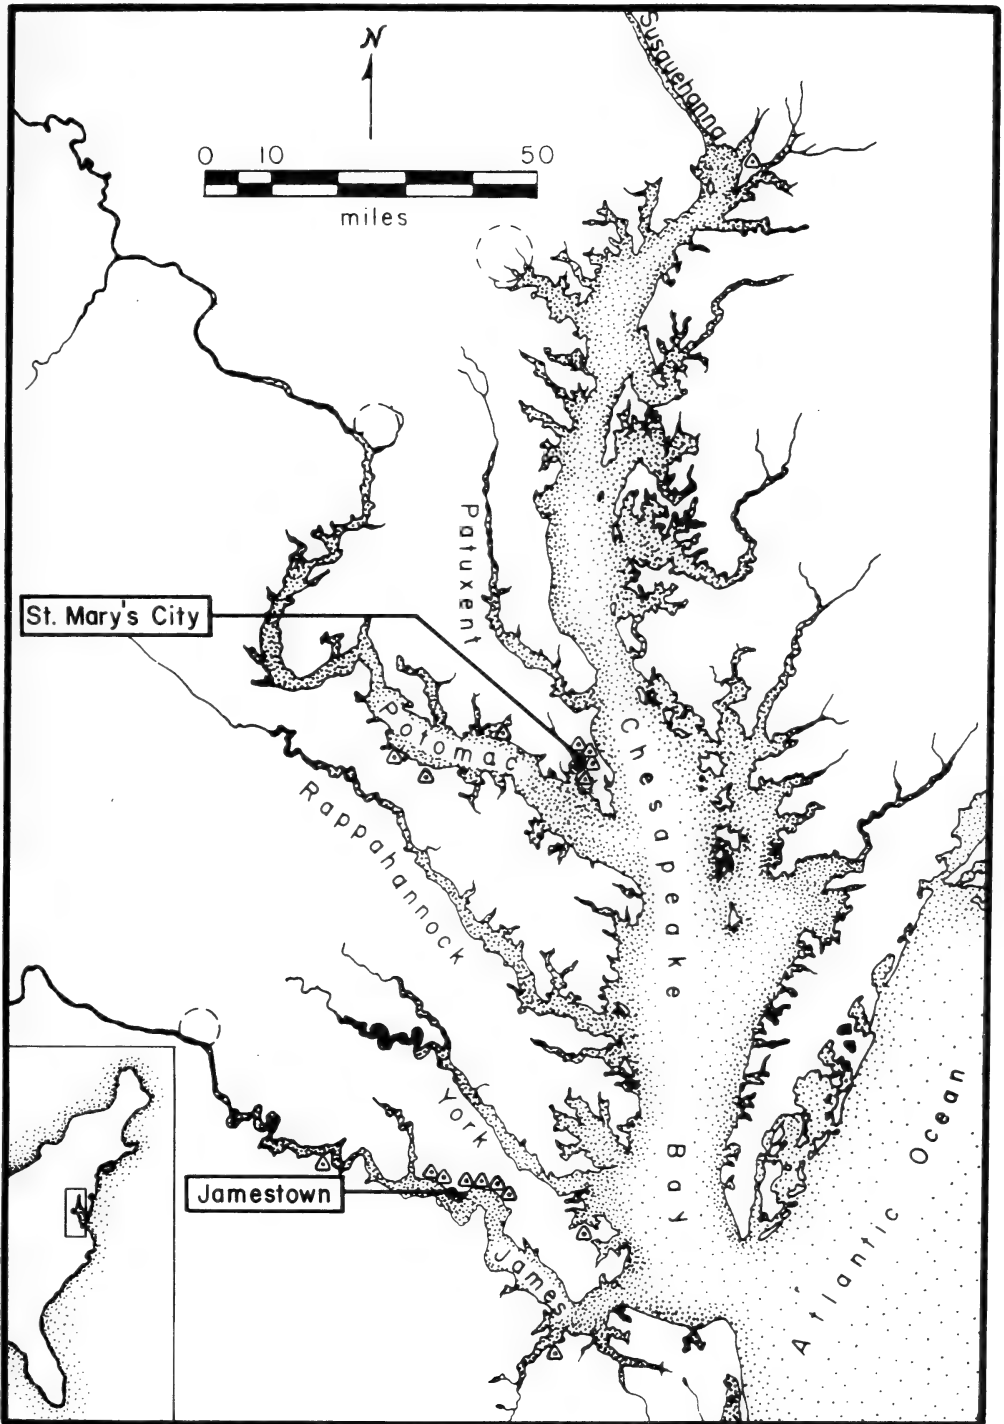 Susquehanna
N
0 10 50
miles
Patuxent
St. Mary's City
Potomac
Chesapeake Bay
Rappahannock
York
Jamestown
James
Atlantic Ocean